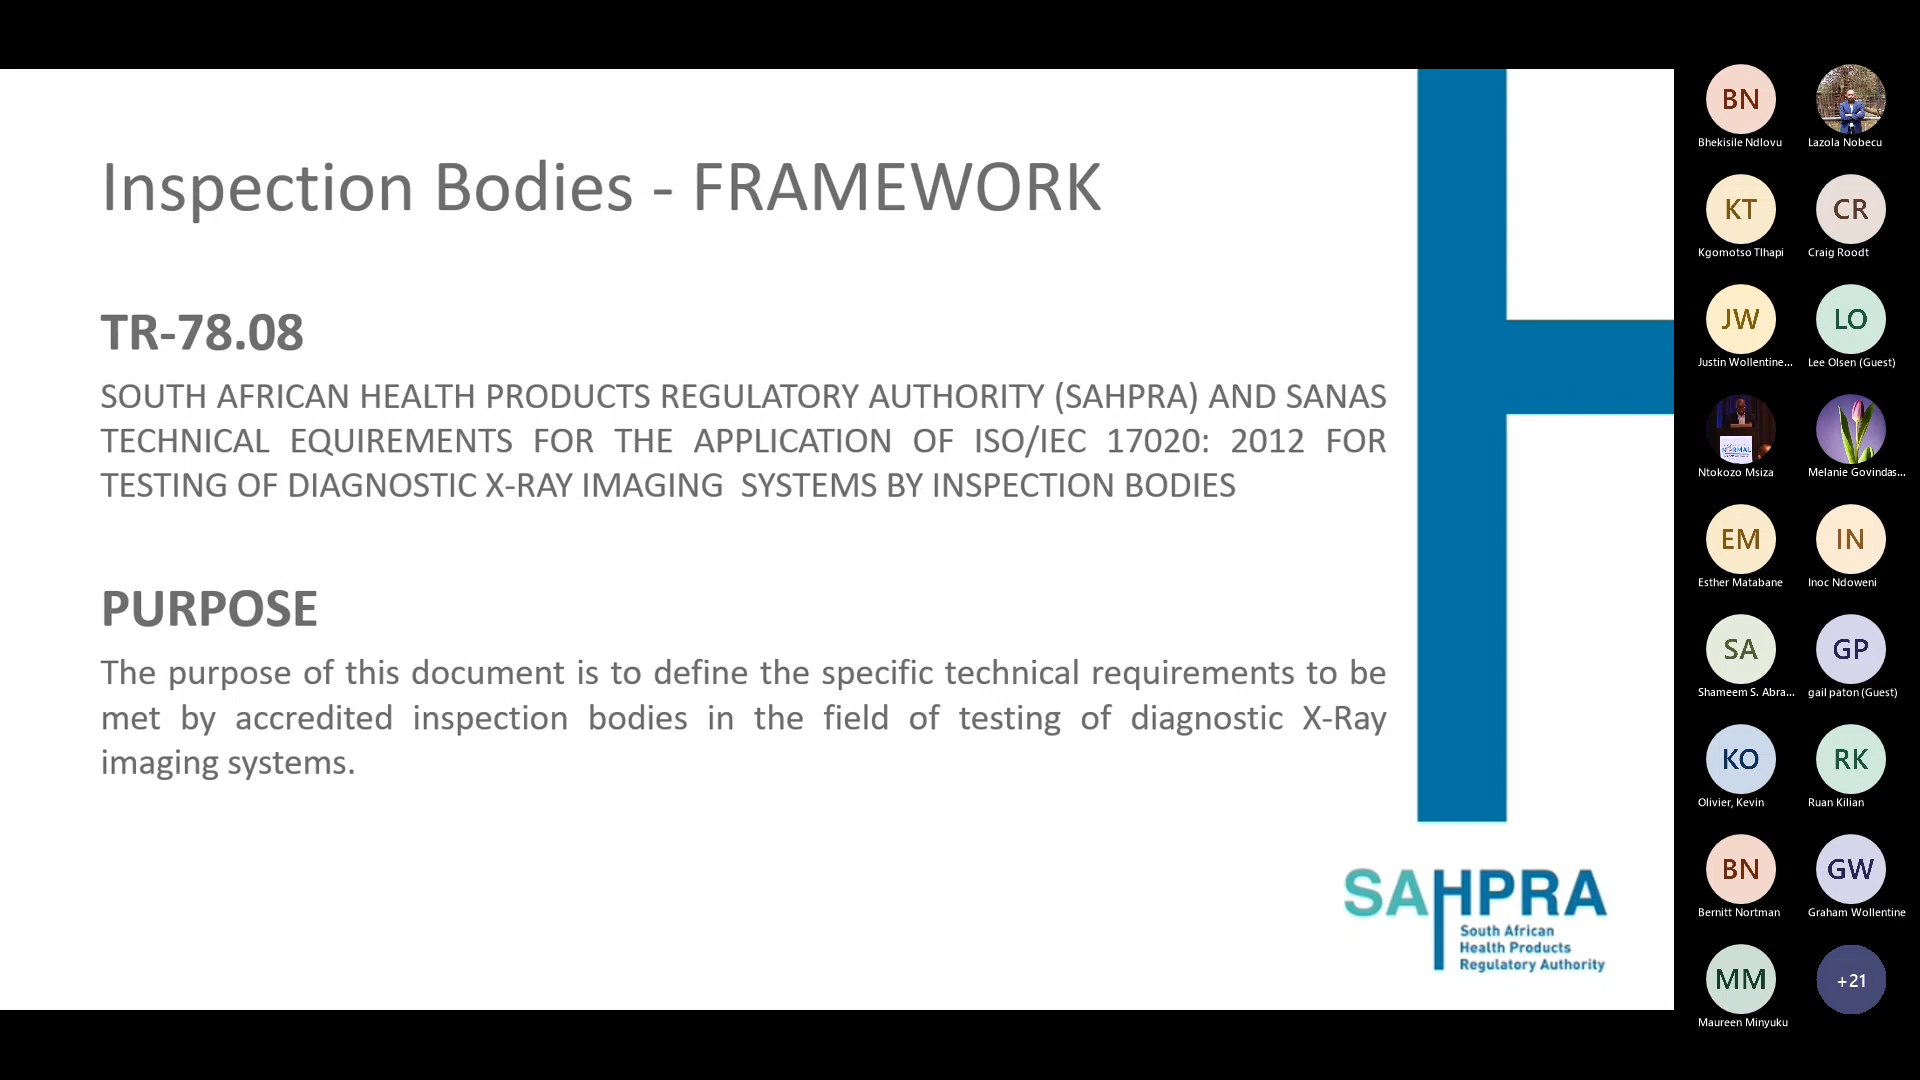 Inspection Bodies - FRAMEWORK
TR-78.08
SOUTH AFRICAN HEALTH PRODUCTS REGULATORY AUTHORITY (SAHPRA) AND SANAS
TECHNICAL EQUIREMENTS FOR THE APPLICATION OF ISO/IEC 17020: 2012 FOR
TESTING OF DIAGNOSTIC X-RAY IMAGING SYSTEMS BY INSPECTION BODIES
PURPOSE
The purpose of this document is to define the specific technical requirements to be
met by accredited inspection bodies in the field of testing of diagnostic X-Ray
imaging systems.
SAHPRA
South African
Health Products
Regulatory Authority
BN
Bhekisile Ndlovu
Lazola Nobecu
KT
Kgomotso Tlhapi
CR
Craig Roodt
JW
Justin Wollentine...
LO
Lee Olsen (Guest)
Ntokozo Msiza
Melanie Govindas...
EM
Esther Matabane
IN
Inoc Ndoweni
SA
Shameem S. Abra...
GP
gail paton (Guest)
KO
Olivier, Kevin
RK
Ruan Kilian
BN
Bernitt Nortman
GW
Graham Wollentine
MM
Maureen Minyuku
+21